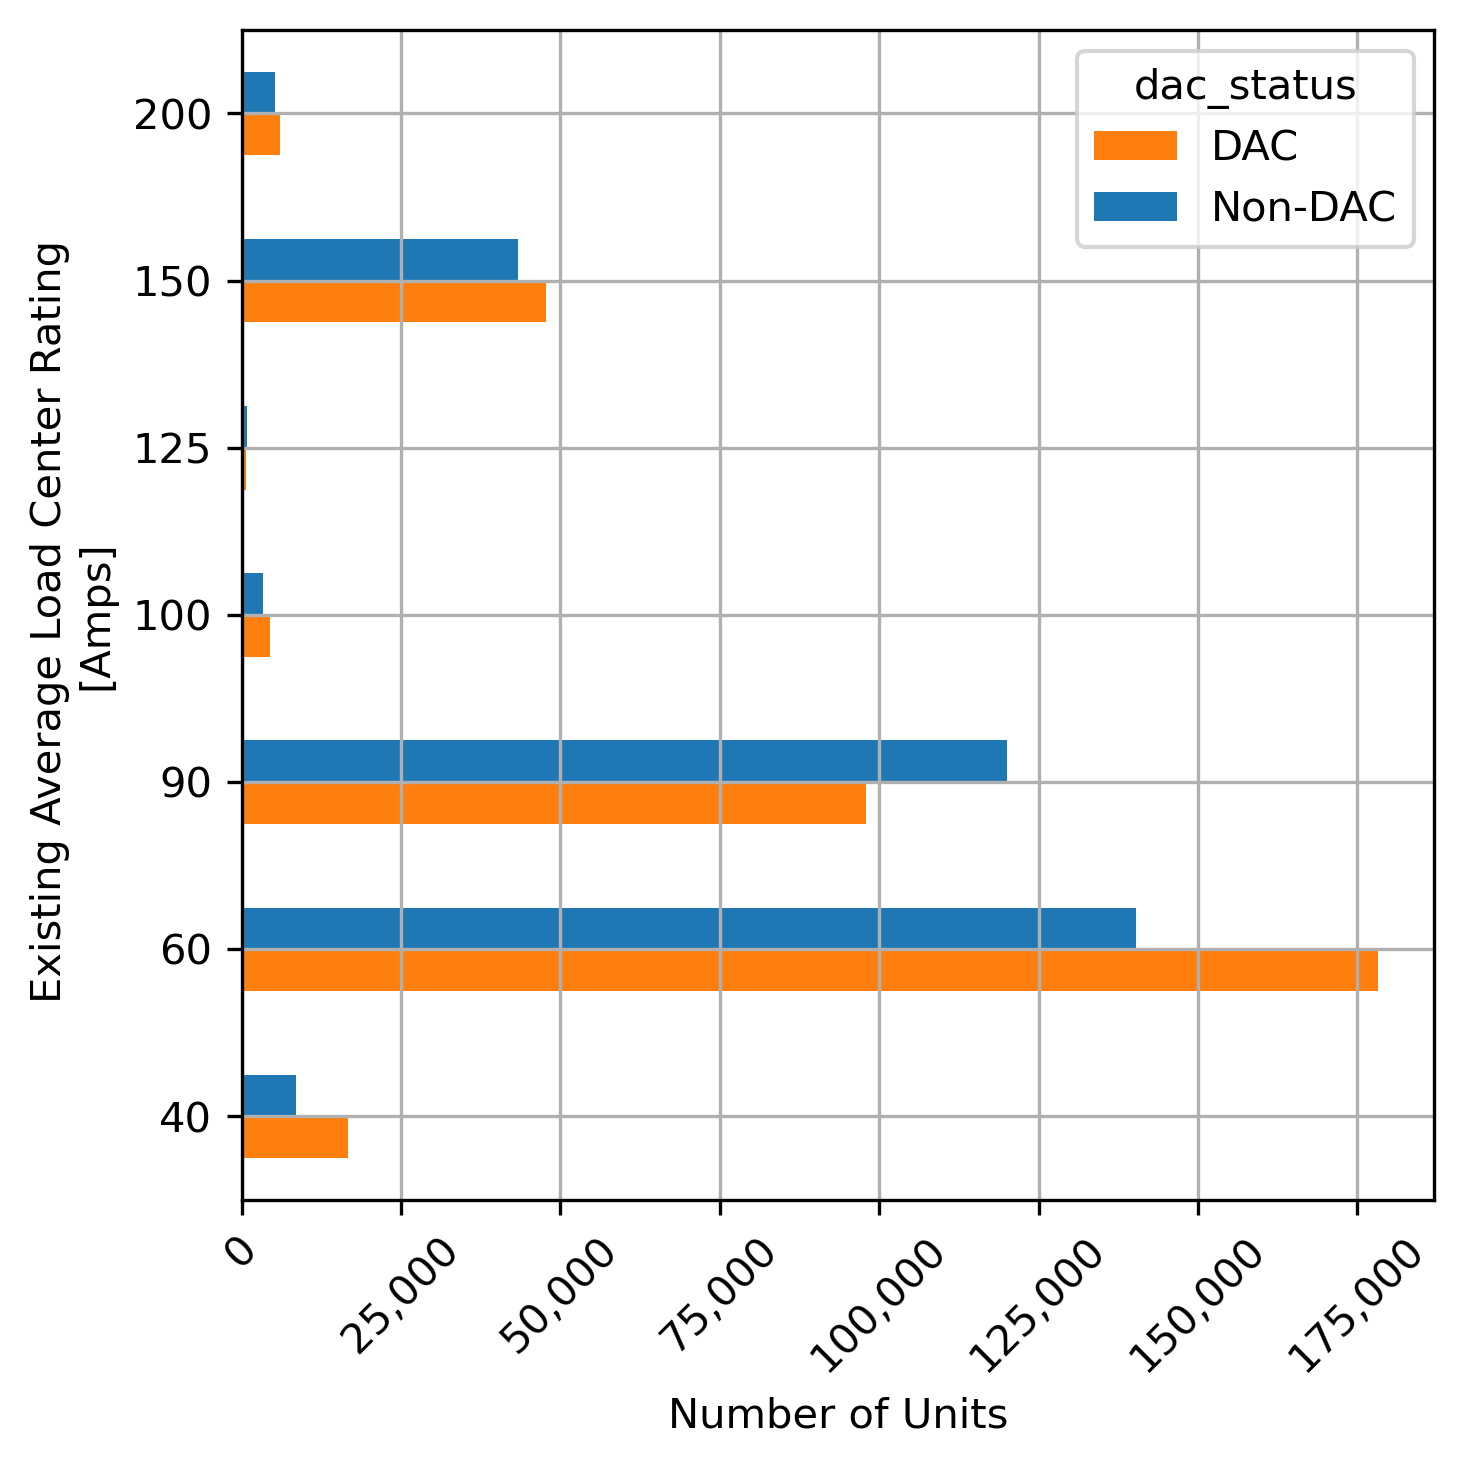 dac_status
DAC
Non-DAC
Existing Average Load Center Rating
[Amps]
200
150
125
100
90
60
40
0
25,000
50,000
75,000
100,000
125,000
150,000
175,000
Number of Units